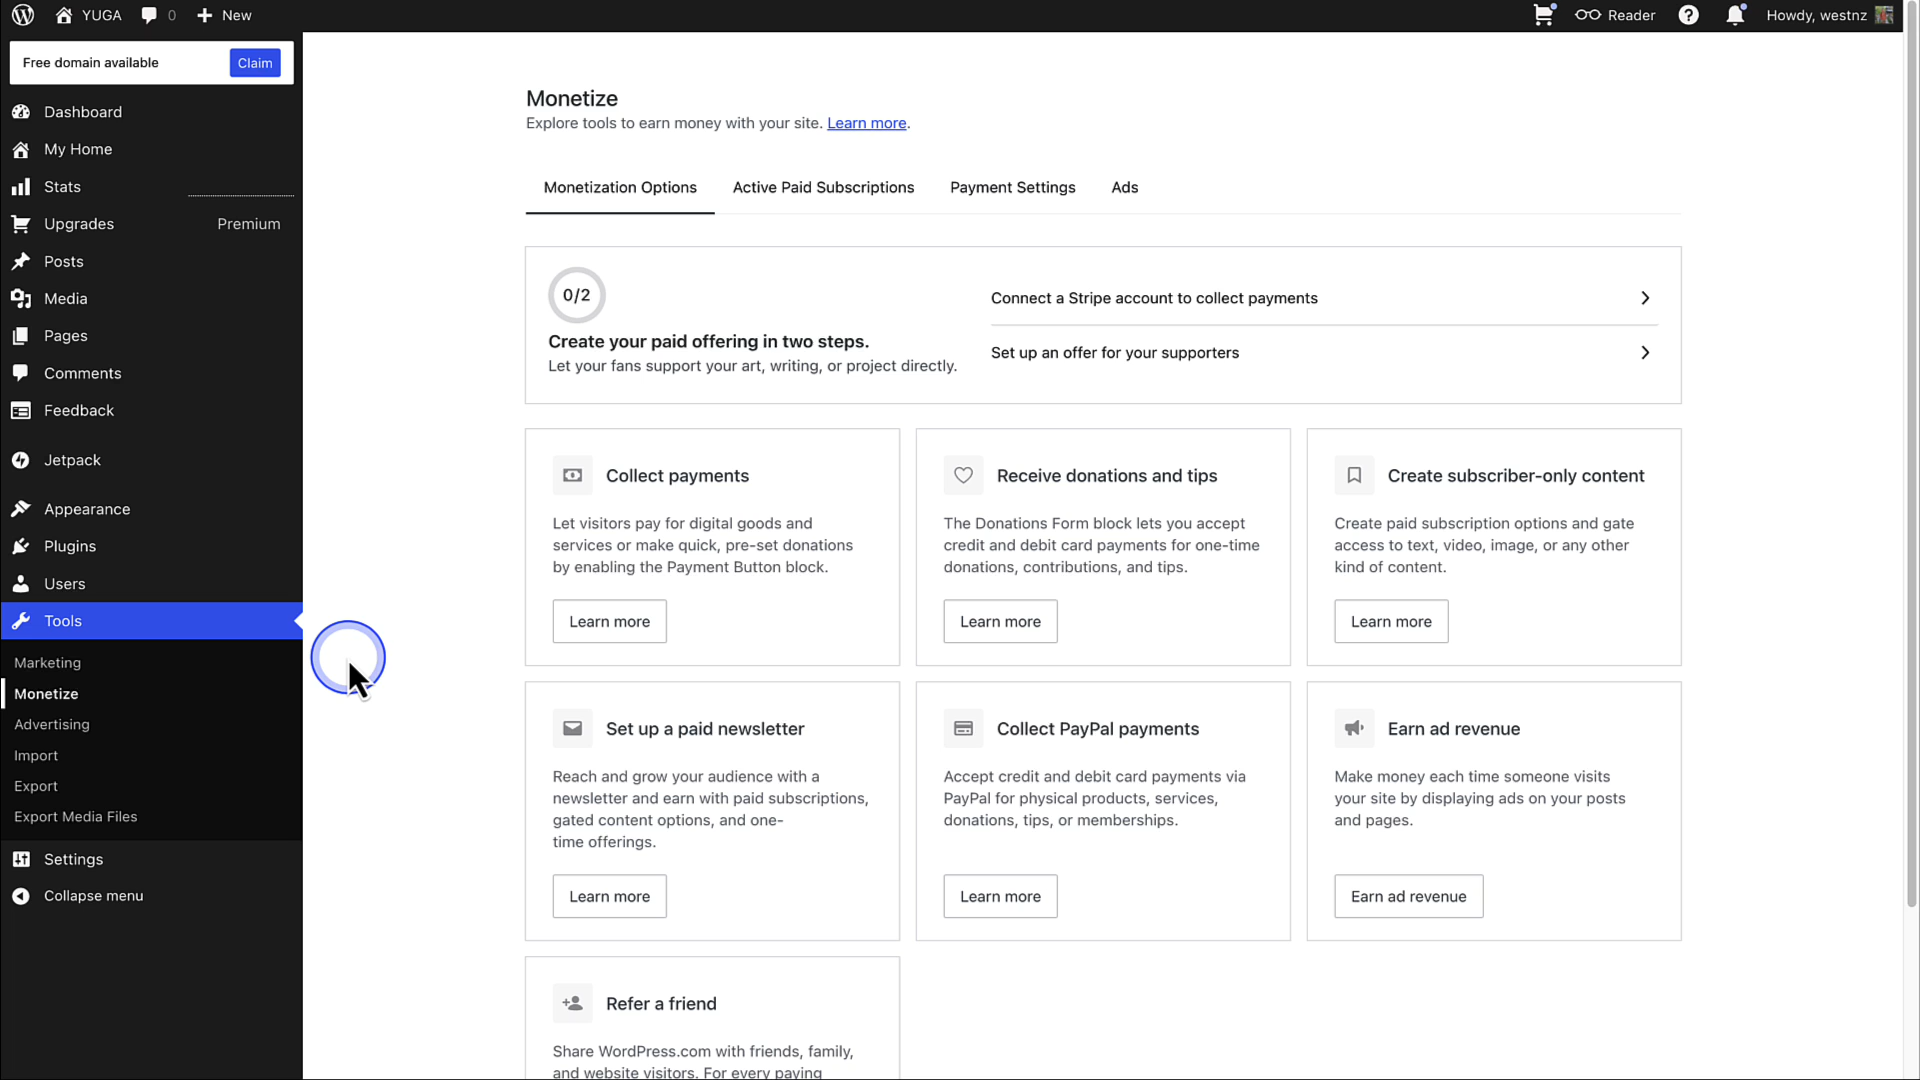 YUGA
0
New
Reader
Howdy, westnz
Free domain available
Claim
Dashboard
My Home
Stats
Upgrades
Premium
Posts
Media
Pages
Comments
Feedback
Jetpack
Appearance
Plugins
Users
Tools
Marketing
Monetize
Advertising
Import
Export
Export Media Files
Settings
Collapse menu
Monetize
Explore tools to earn money with your site. Learn more.
Monetization Options
Active Paid Subscriptions
Payment Settings
Ads
0/2
Create your paid offering in two steps.
Let your fans support your art, writing, or project directly.
Connect a Stripe account to collect payments
Set up an offer for your supporters
Collect payments
Let visitors pay for digital goods and
services or make quick, pre-set donations
by enabling the Payment Button block.
Learn more
Receive donations and tips
The Donations Form block lets you accept
credit and debit card payments for one-time
donations, contributions, and tips.
Learn more
Create subscriber-only content
Create paid subscription options and gate
access to text, video, image, or any other
kind of content.
Learn more
Set up a paid newsletter
Reach and grow your audience with a
newsletter and earn with paid subscriptions,
gated content options, and one-
time offerings.
Learn more
Collect PayPal payments
Accept credit and debit card payments via
PayPal for physical products, services,
donations, tips, or memberships.
Learn more
Earn ad revenue
Make money each time someone visits
your site by displaying ads on your posts
and pages.
Earn ad revenue
Refer a friend
Share WordPress.com with friends, family,
and website visitors. For every paying